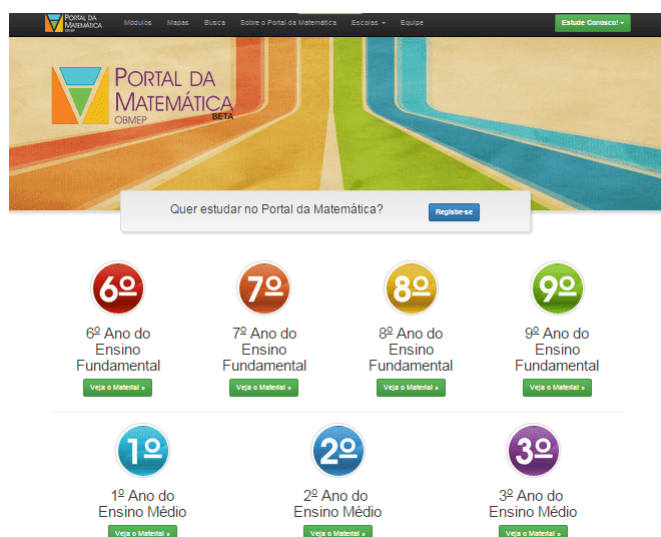 PORTAL DA
MATEMÁTICA
OBMEP
Módulos Mapas Busca Sobre o Portal da Matemática Escolas Equipe Estude Conosco!
PORTAL DA
MATEMÁTICA
OBMEP BETA
Quer estudar no Portal da Matemática? Registre-se
6º 7º 8º 9º
6º Ano do 7º Ano do 8º Ano do 9º Ano do
Ensino Ensino Ensino Ensino
Fundamental Fundamental Fundamental Fundamental
Veja o Material » Veja o Material » Veja o Material » Veja o Material »
1º 2º 3º
1º Ano do 2º Ano do 3º Ano do
Ensino Médio Ensino Médio Ensino Médio
Veja o Material » Veja o Material » Veja o Material »